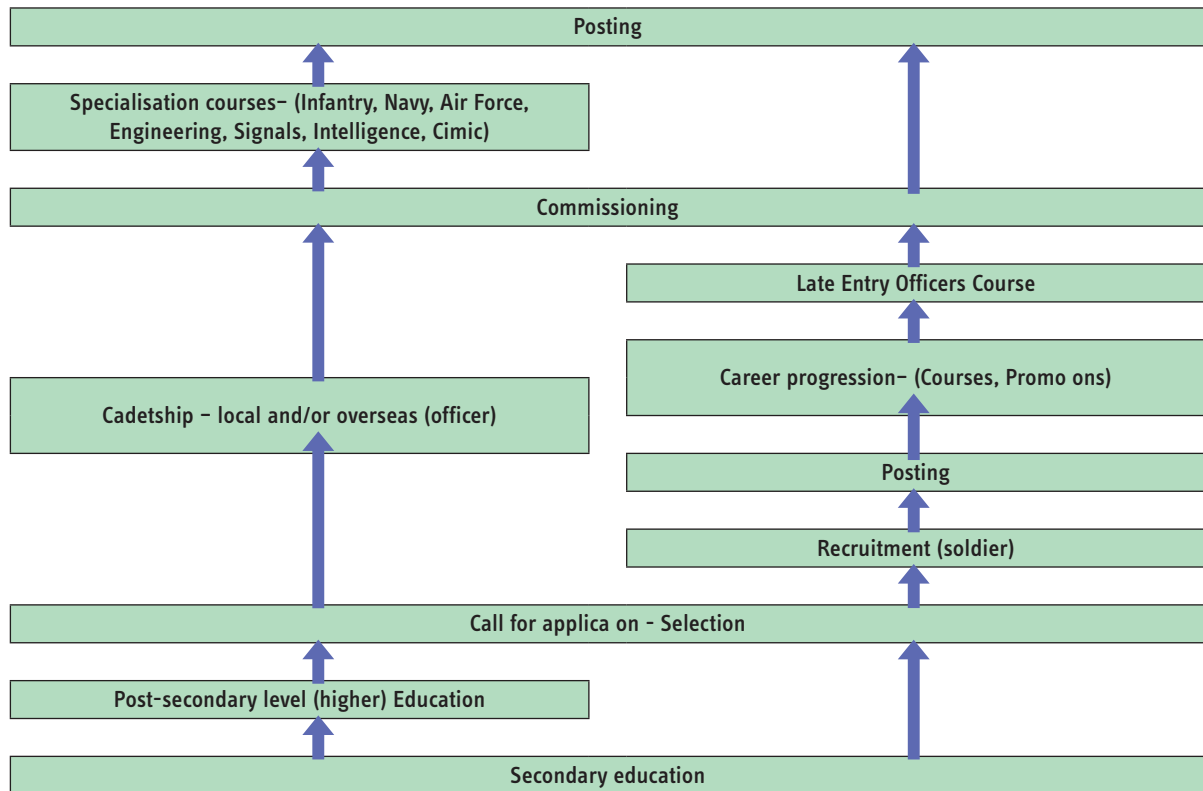 Posting
Specialisation courses– (Infantry, Navy, Air Force,
Engineering, Signals, Intelligence, Cimic)
Commissioning
Late Entry Officers Course
Career progression– (Courses, Promo ons)
Cadetship – local and/or overseas (officer)
Posting
Recruitment (soldier)
Call for applica on - Selection
Post-secondary level (higher) Education
Secondary education